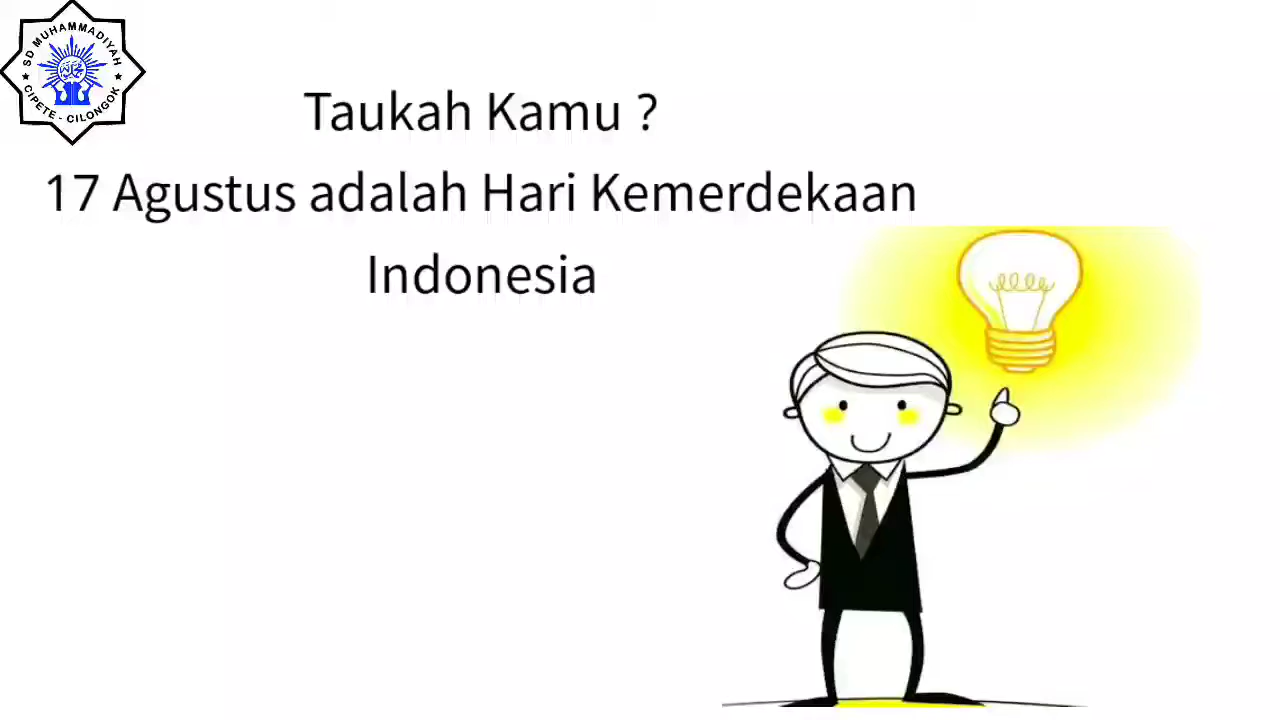 SD MUHAMMADIYAH
CIPETE - CILONGOK
Taukah Kamu ?
17 Agustus adalah Hari Kemerdekaan
Indonesia